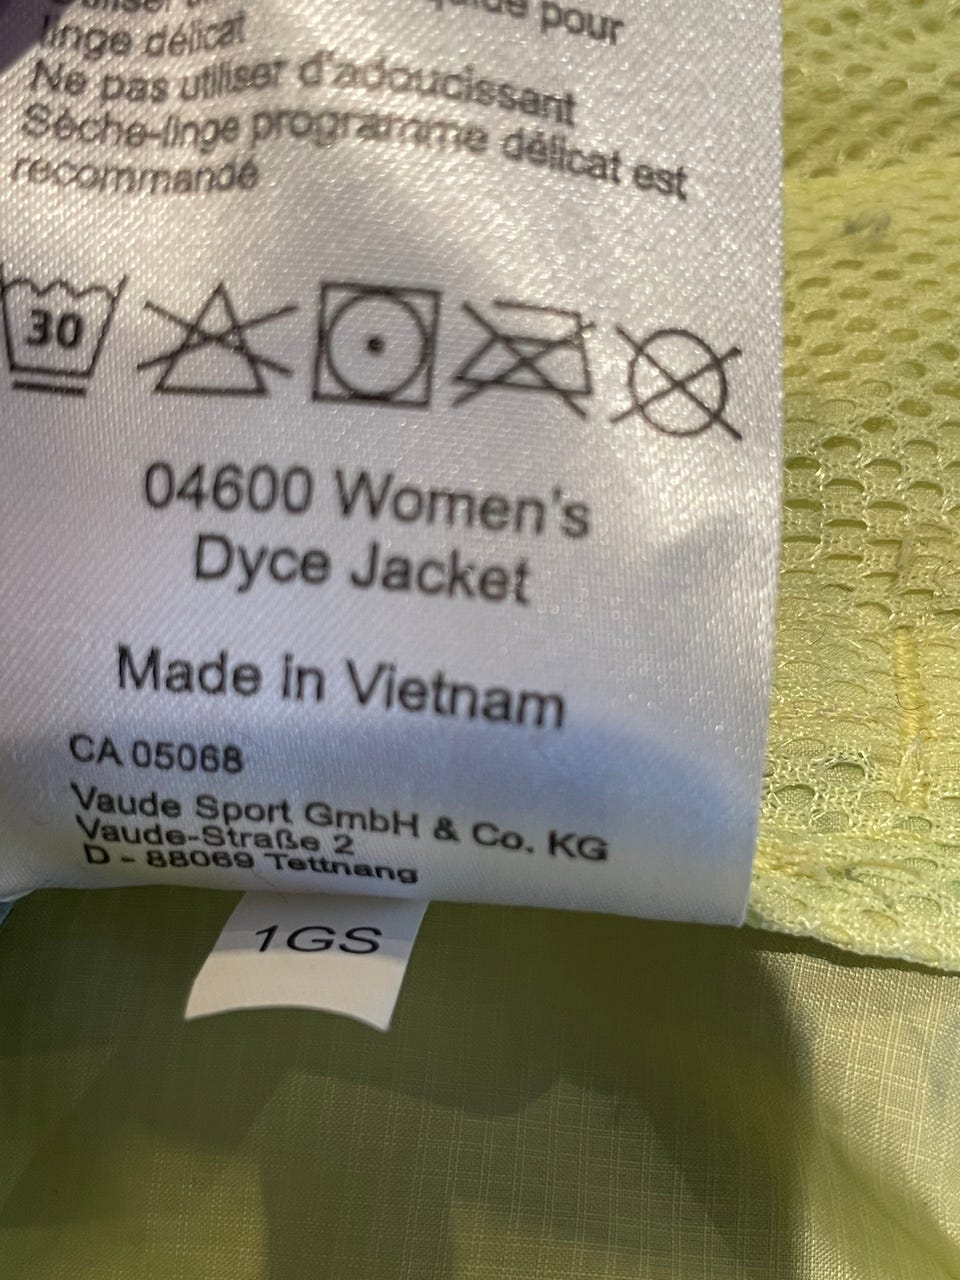 pour
linge délicat
Ne pas utiliser d'adoucissant
Sèche-linge programme délicat est
recommandé
30
04600 Women's
Dyce Jacket
Made in Vietnam
CA 05068
Vaude Sport GmbH & Co. KG
Vaude-Straße 2
D - 88069 Tettnang
1GS